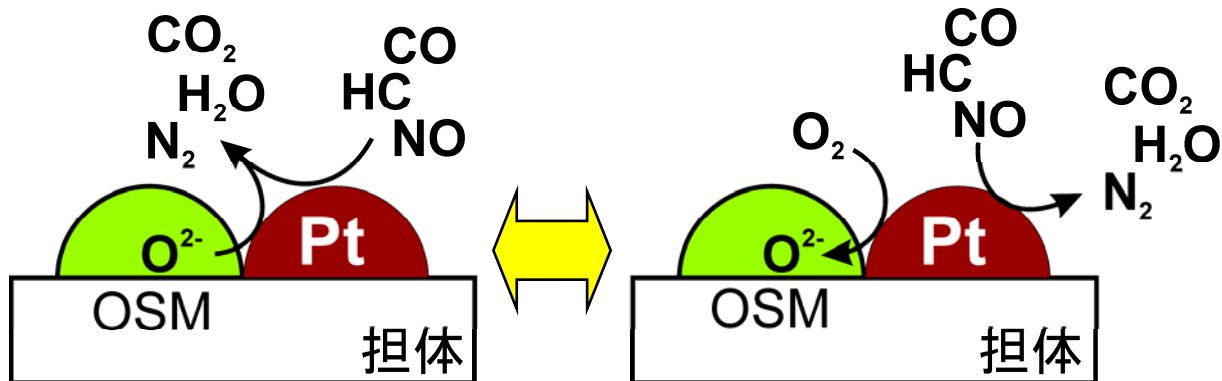 CO₂
H₂O
N₂
CO
HC
NO
O²⁻
Pt
OSM
担体
CO
HC
NO
O₂
CO₂
H₂O
N₂
O²⁻
Pt
OSM
担体